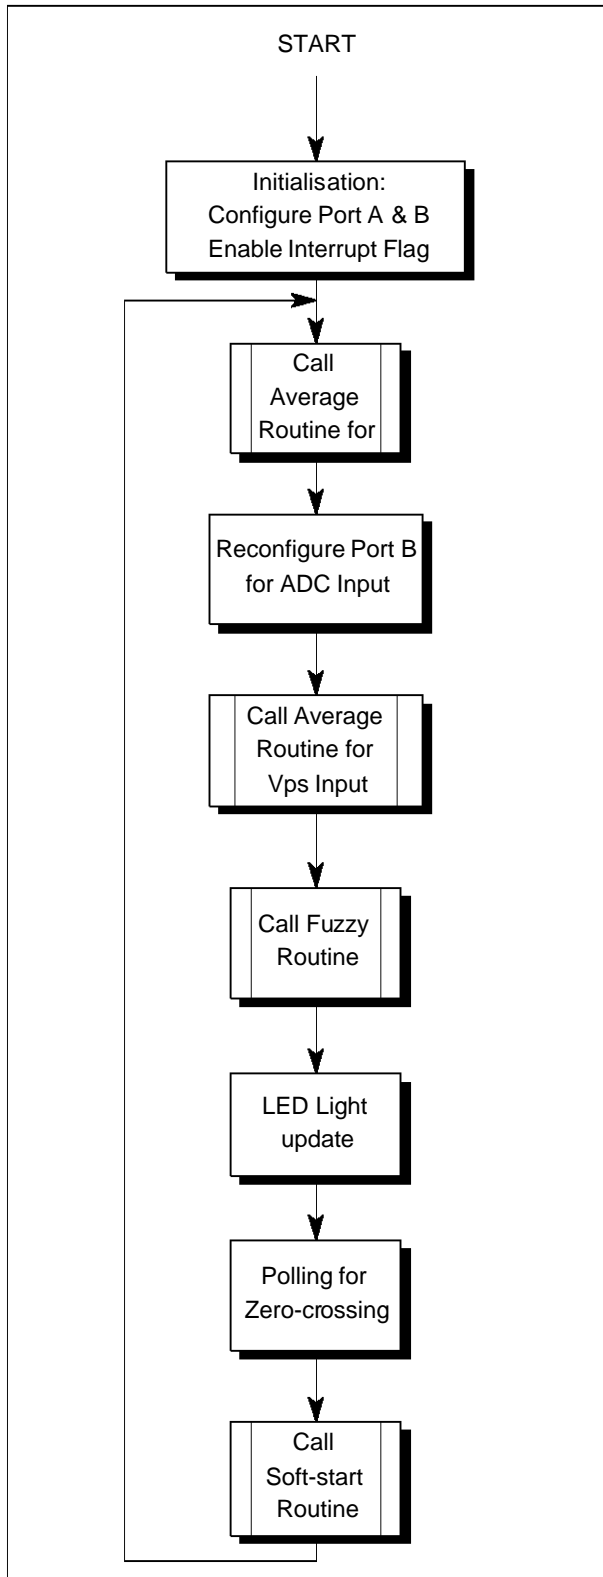 START
Initialisation:
Configure Port A & B
Enable Interrupt Flag
Call
Average
Routine for
Reconfigure Port B
for ADC Input
Call Average
Routine for
Vps Input
Call Fuzzy
Routine
LED Light
update
Polling for
Zero-crossing
Call
Soft-start
Routine